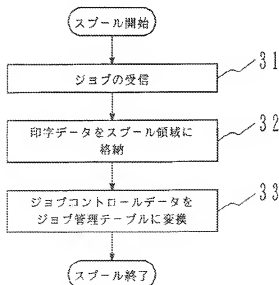 スプール開始
31
ジョブの受信
32
印字データをスプール領域に
格納
33
ジョブコントロールデータを
ジョブ管理テーブルに変換
スプール終了